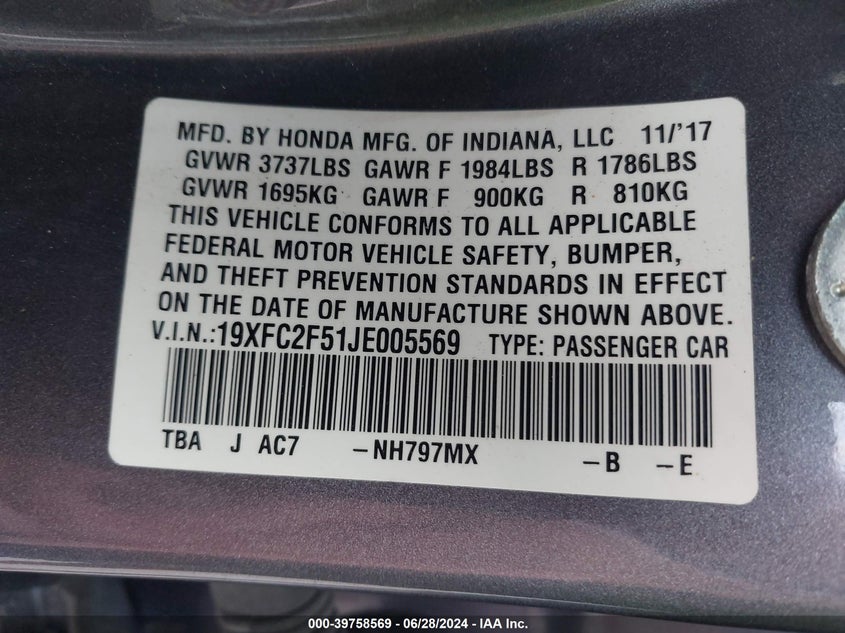 MFD. BY HONDA MFG. OF INDIANA, LLC 11/'17
GVWR 3737LBS GAWR F 1984LBS R 1786LBS
GVWR 1695KG GAWR F 900KG R 810KG
THIS VEHICLE CONFORMS TO ALL APPLICABLE
FEDERAL MOTOR VEHICLE SAFETY, BUMPER,
AND THEFT PREVENTION STANDARDS IN EFFECT
ON THE DATE OF MANUFACTURE SHOWN ABOVE.
V.I.N.:19XFC2F51JE005569 TYPE: PASSENGER CAR
TBA J AC7 –NH797MX –B –E
000-39758569 | 06/28/2024 – IAA Inc.